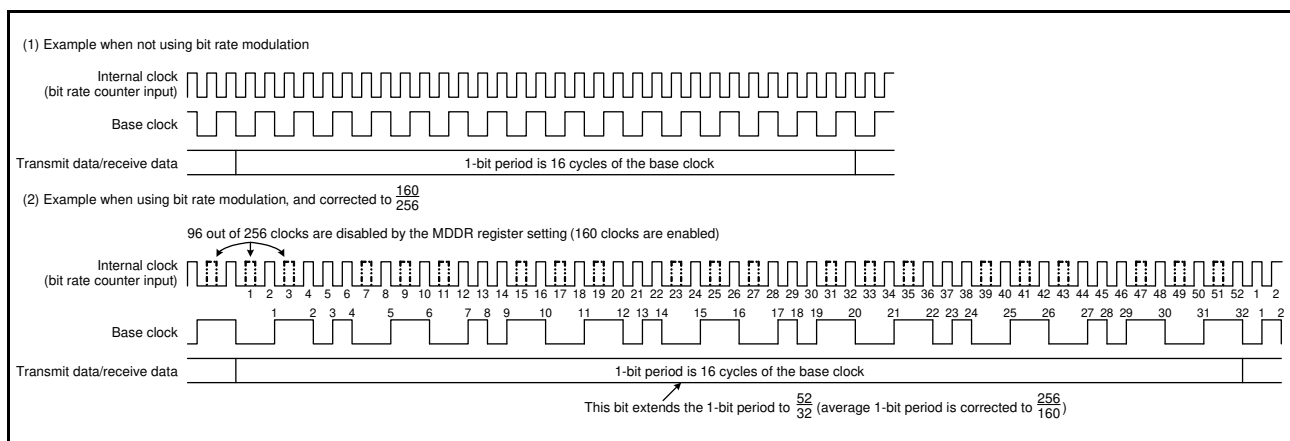 (1) Example when not using bit rate modulation
Internal clock
(bit rate counter input)
Base clock
Transmit data/receive data
1-bit period is 16 cycles of the base clock
(2) Example when using bit rate modulation, and corrected to 160/256
96 out of 256 clocks are disabled by the MDDR register setting (160 clocks are enabled)
Internal clock
(bit rate counter input)
1 2 3 4 5 6 7 8 9 10 11 12 13 14 15 16 17 18 19 20 21 22 23 24 25 26 27 28 29 30 31 32 33 34 35 36 37 38 39 40 41 42 43 44 45 46 47 48 49 50 51 52 1 2
1 2 3 4 5 6 7 8 9 10 11 12 13 14 15 16 17 18 19 20 21 22 23 24 25 26 27 28 29 30 31 32 1 2
Base clock
Transmit data/receive data
1-bit period is 16 cycles of the base clock
This bit extends the 1-bit period to 52/32 (average 1-bit period is corrected to 256/160)